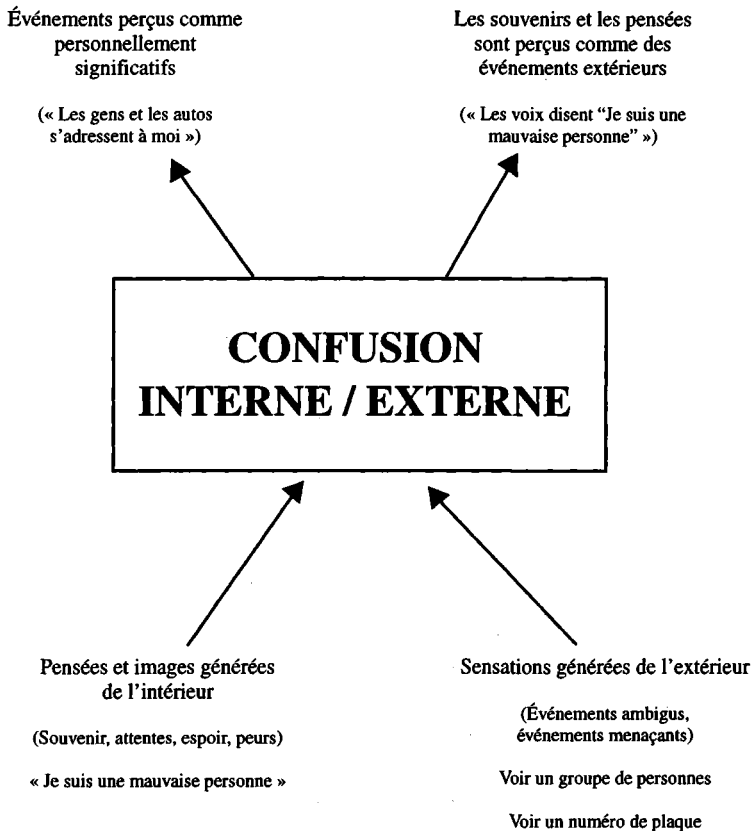 Événements perçus comme
personnellement
significatifs
(« Les gens et les autos
s’adressent à moi »)
Les souvenirs et les pensées
sont perçus comme des
événements extérieurs
(« Les voix disent “Je suis une
mauvaise personne” »)
CONFUSION
INTERNE / EXTERNE
Pensées et images générées
de l’intérieur
(Souvenir, attentes, espoir, peurs)
« Je suis une mauvaise personne »
Sensations générées de l’extérieur
(Événements ambigus,
événements menaçants)
Voir un groupe de personnes
Voir un numéro de plaque